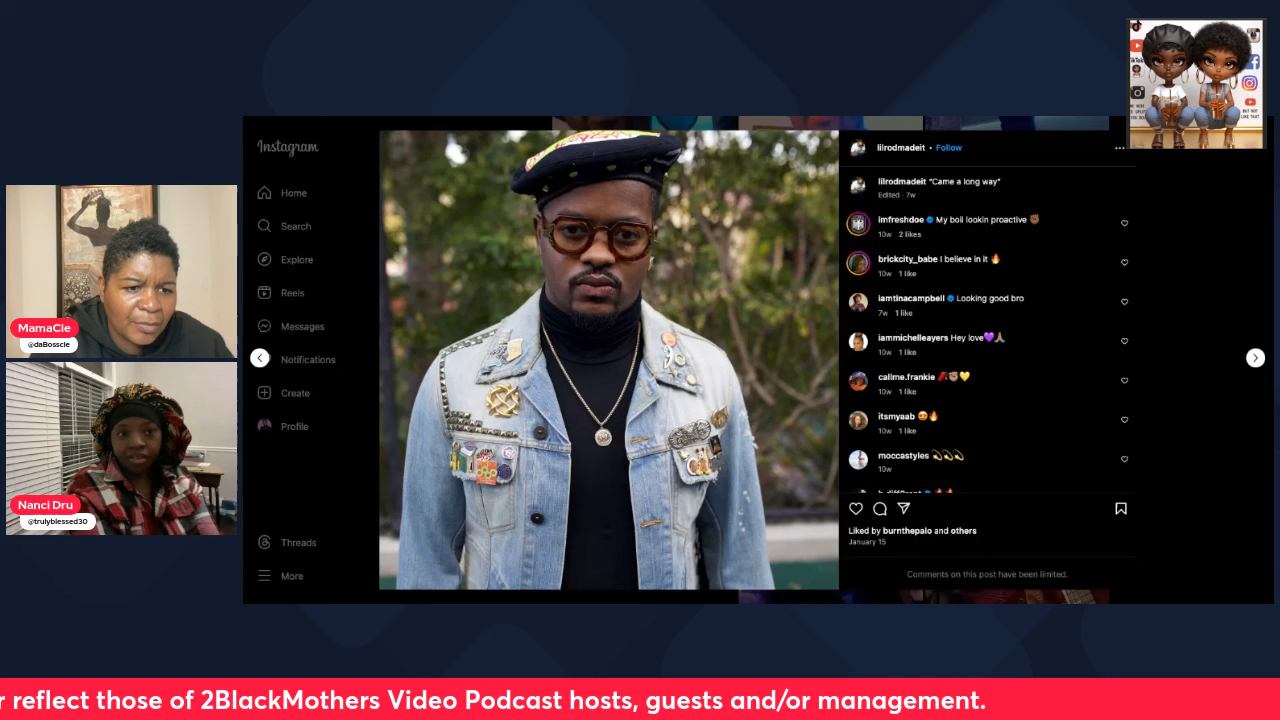 Instagram
Home
Search
Explore
Reels
Messages
Notifications
Create
Profile
Threads
More
MamaCie
@daBosscie
Nanci Dru
@trulyblessed30
lilrodmadeit • Follow
lilrodmadeit "Came a long way"
Edited · 7w
imfreshdoe My boii lookin proactive ✊🏾
10w 2 likes
brickcity_babe I believe in it 🔥
10w 1 like
iamtinacampbell Looking good bro
7w 1 like
iammichelleayers Hey love💜🙏🏾
10w 1 like
callme.frankie
10w 1 like
itsmyaab 😍🔥
10w 1 like
moccastyles 💫💫💫
10w
Liked by burnthepalo and others
January 15
Comments on this post have been limited.
r reflect those of 2BlackMothers Video Podcast hosts, guests and/or management.